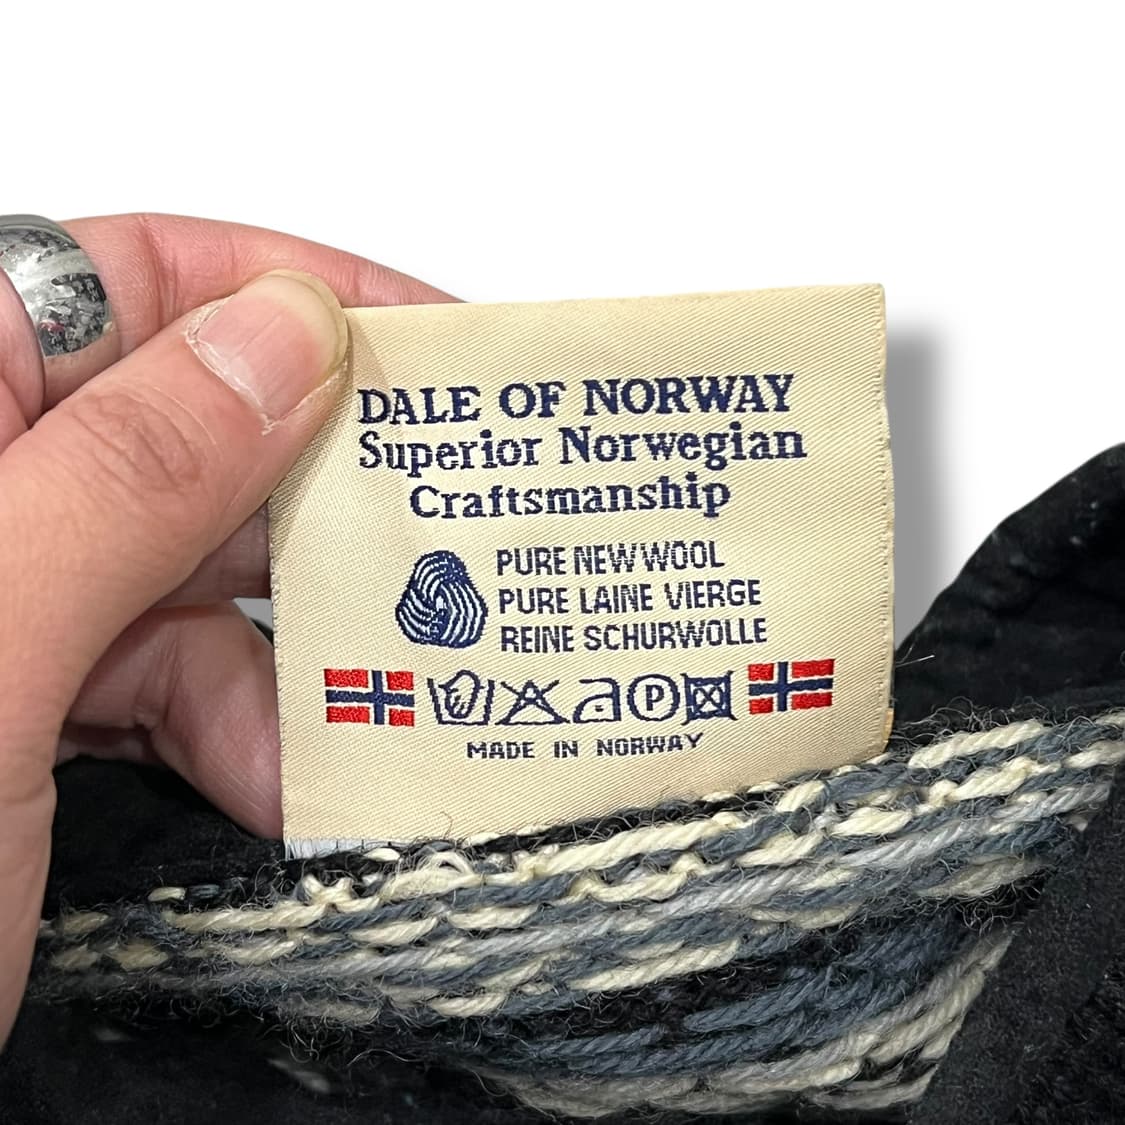 DALE OF NORWAY
Superior Norwegian
Craftsmanship
PURE NEW WOOL
PURE LAINE VIERGE
REINE SCHURWOLLE
P
MADE IN NORWAY